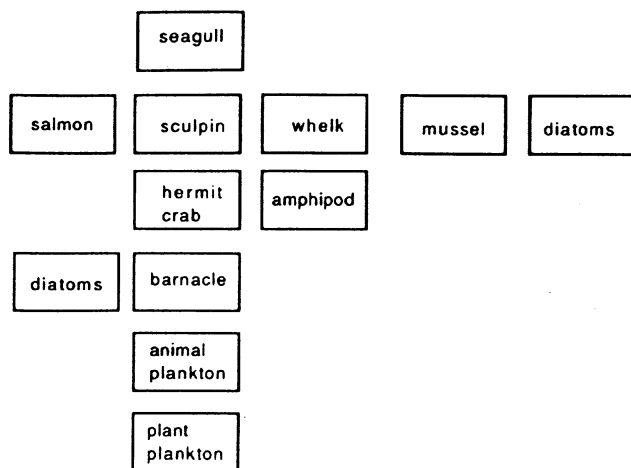 seagull
salmon
sculpin
whelk
mussel
diatoms
hermit
crab
amphipod
diatoms
barnacle
animal
plankton
plant
plankton